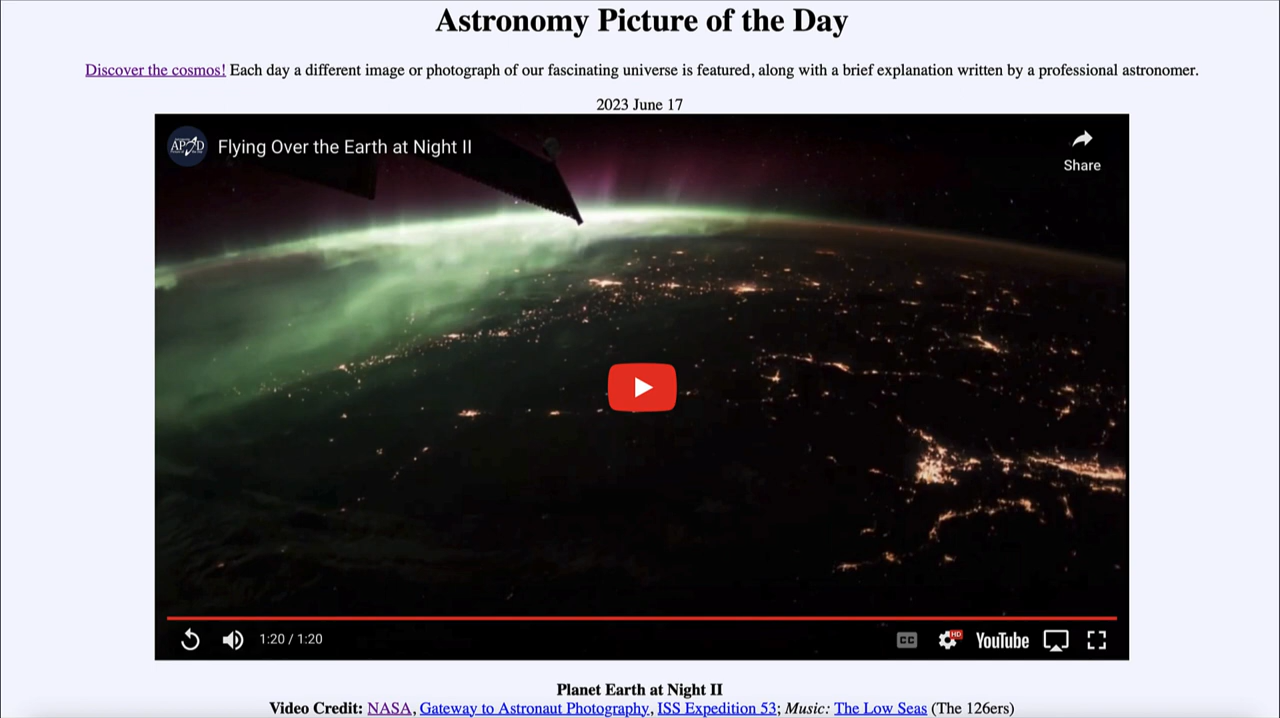 Astronomy Picture of the Day
Discover the cosmos! Each day a different image or photograph of our fascinating universe is featured, along with a brief explanation written by a professional astronomer.
2023 June 17
APOD Flying Over the Earth at Night II
Share
1:20 / 1:20 CC HD YouTube
Planet Earth at Night II
Video Credit: NASA, Gateway to Astronaut Photography, ISS Expedition 53; Music: The Low Seas (The 126ers)